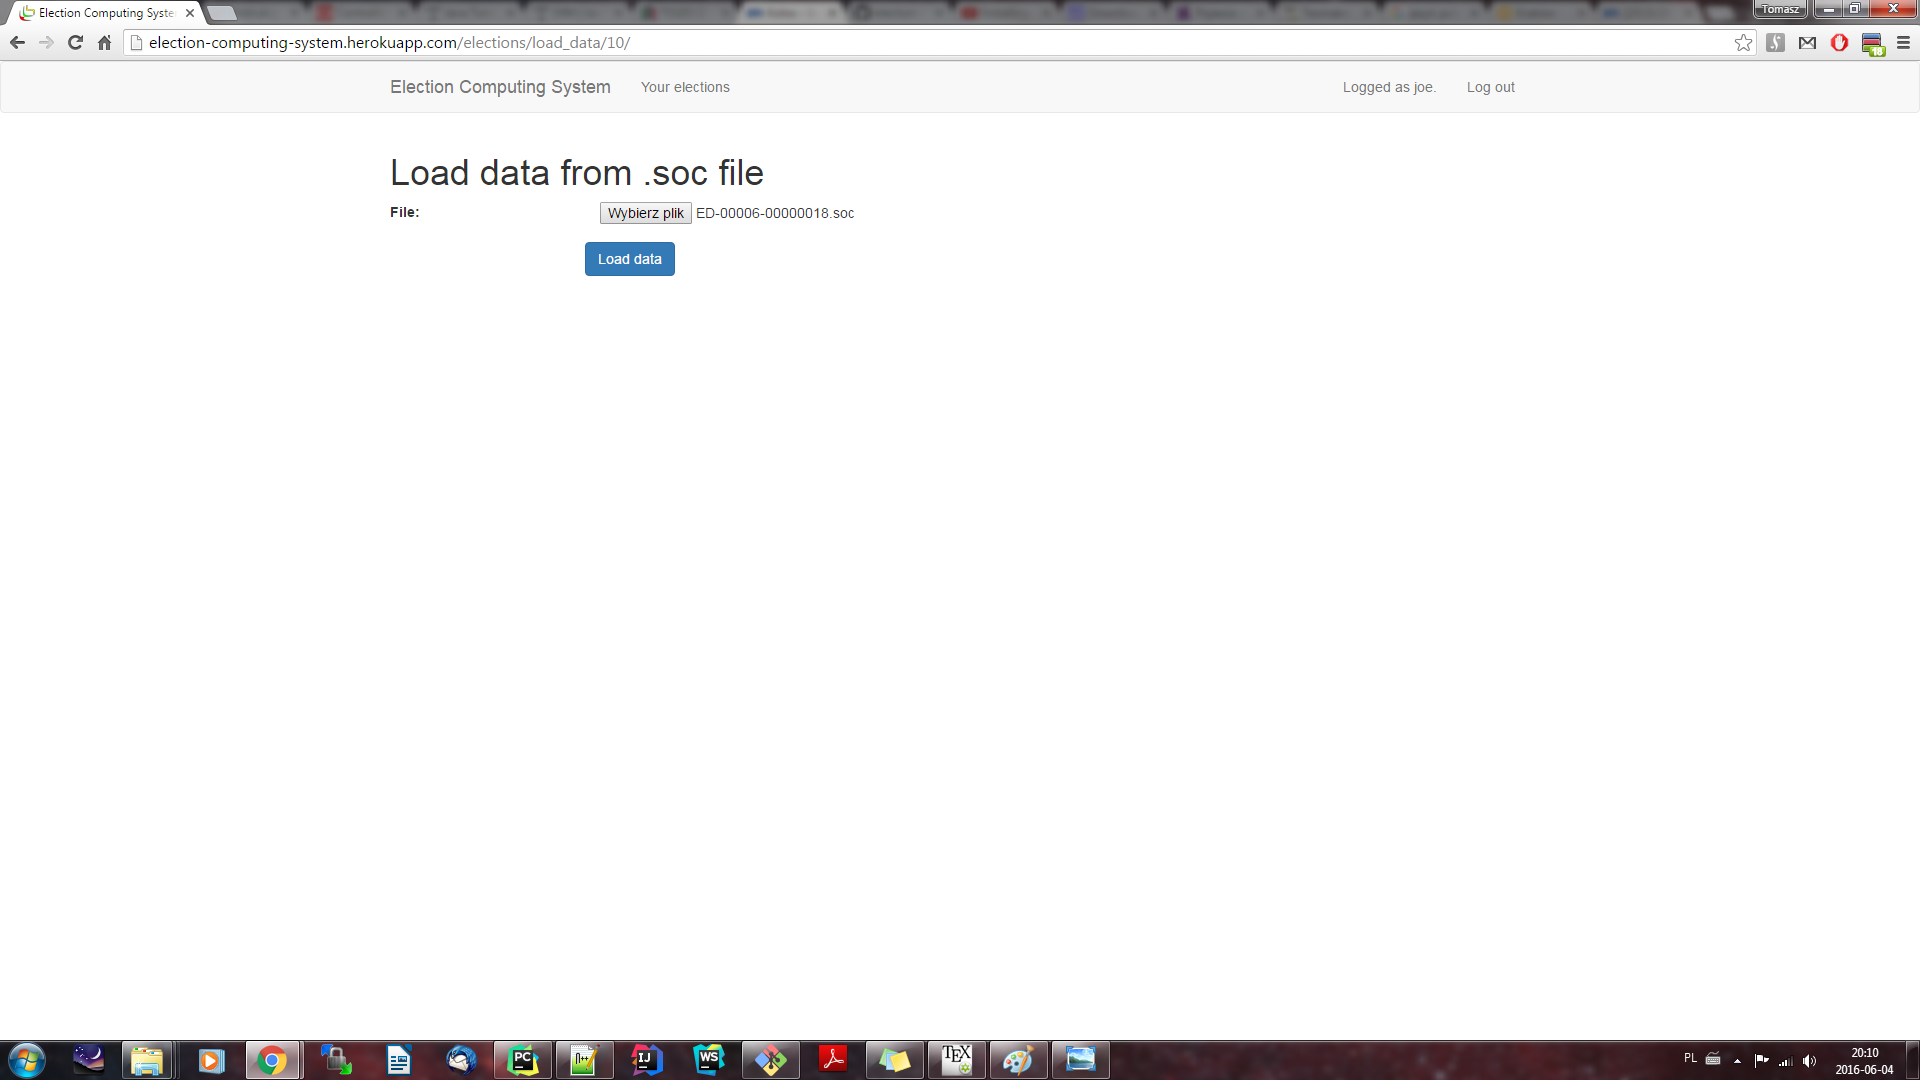 Election Computing Syste
Tomasz
election-computing-system.herokuapp.com/elections/load_data/10/
18
Election Computing System
Your elections
Logged as joe.
Log out
Load data from .soc file
File:
Wybierz plik
ED-00006-00000018.soc
Load data
PC
IJ
WS
TEX
PL
20:10
2016-06-04